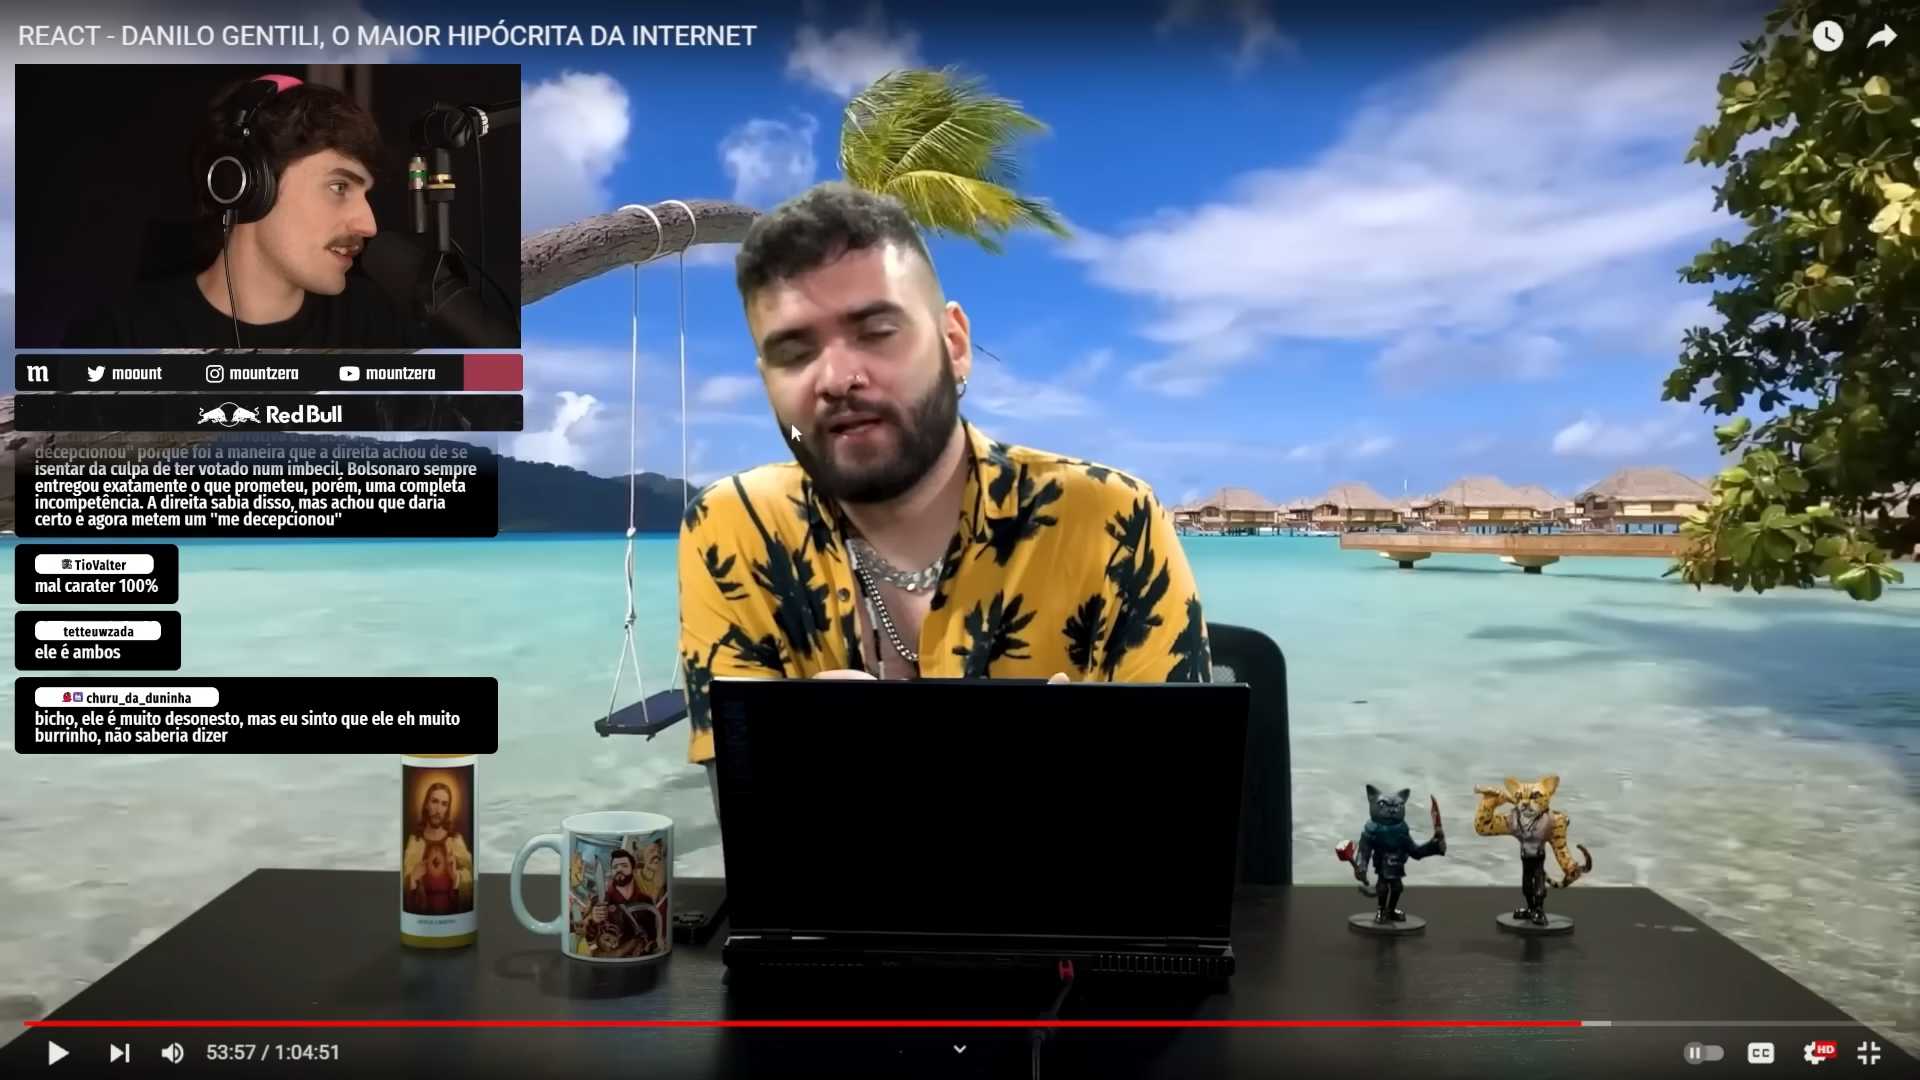 REACT - DANILO GENTILI, O MAIOR HIPÓCRITA DA INTERNET
m moount mountzera mountzera
Red Bull
decepcionou" porque foi a maneira que a direita achou de se
isentar da culpa de ter votado num imbecil. Bolsonaro sempre
entregou exatamente o que prometeu, porém, uma completa
incompetência. A direita sabia disso, mas achou que daria
certo e agora metem um "me decepcionou"
TioValter
mal carater 100%
tetteuwzada
ele é ambos
churu_da_duninha
bicho, ele é muito desonesto, mas eu sinto que ele eh muito
burrinho, não saberia dizer
LEGION
53:57 / 1:04:51
CC
HD